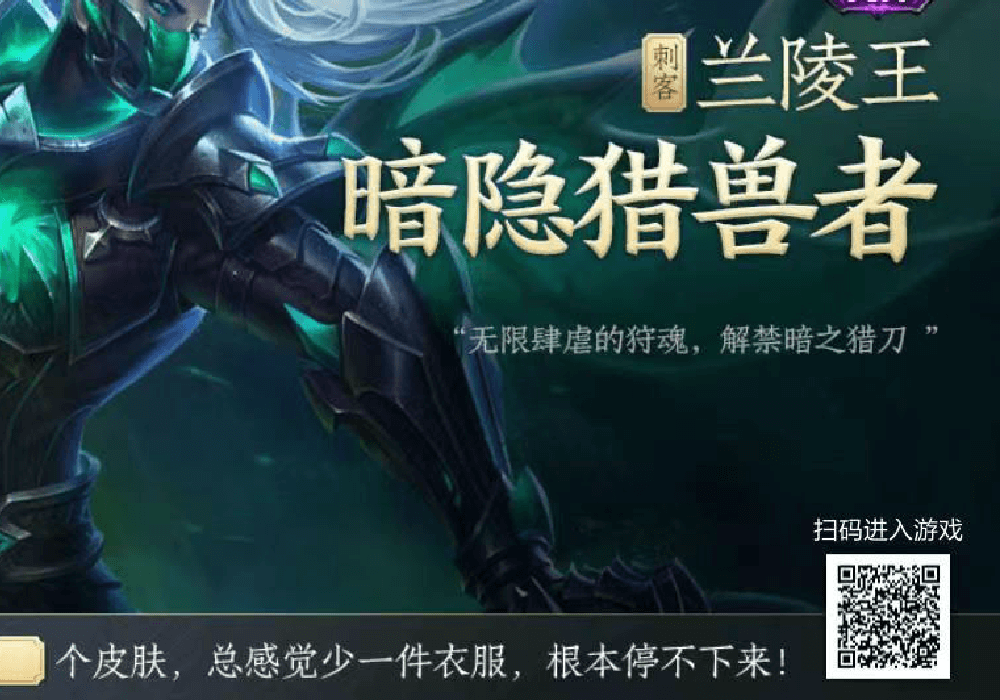 刺客 兰陵王
暗隐猎兽者
“无限肆虐的狩魂，解禁暗之猎刀”
扫码进入游戏
个皮肤，总感觉少一件衣服，根本停不下来！